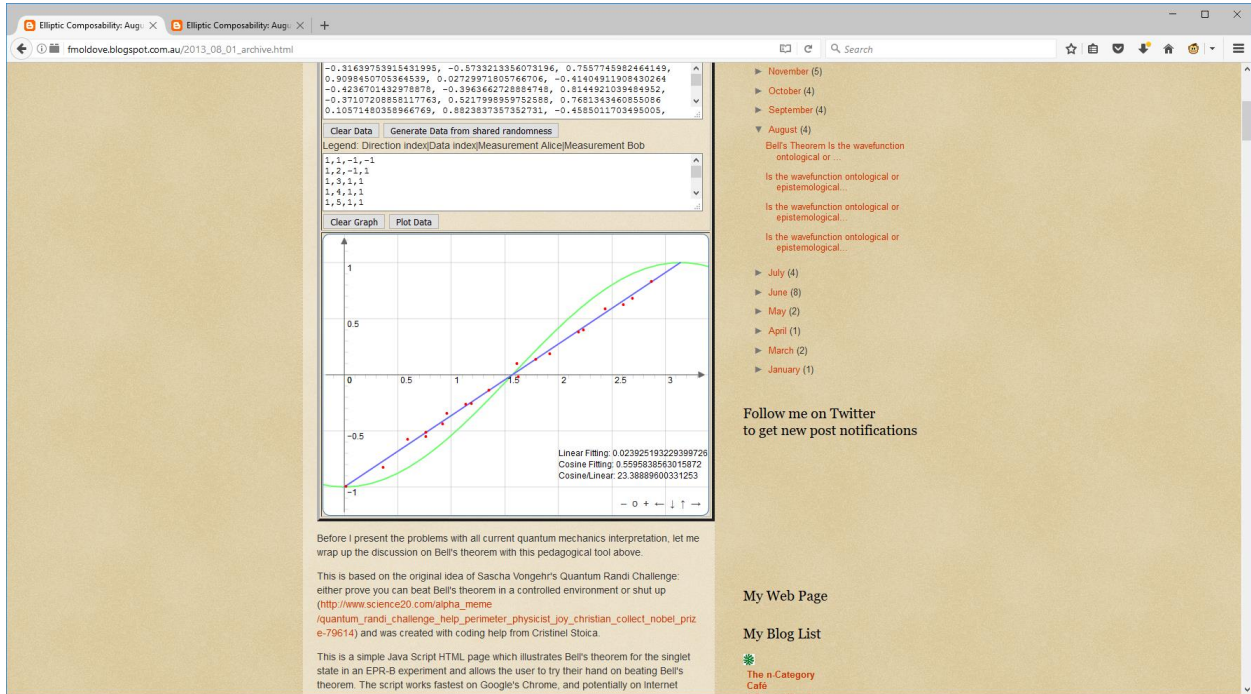 Elliptic Composability: Augu
Elliptic Composability: Augu
fmoldove.blogspot.com.au/2013_08_01_archive.html
Search
-0.31639753915431995, -0.5733213356073196, 0.7557745982464149,
0.9098450705364539, 0.02729971805766706, -0.41404911908430264
-0.4236701432978878, -0.3963662728884748, 0.8144921039484952,
-0.37107208858117763, 0.5217998959752588, 0.7681343460855086
0.10571480358966769, 0.8823837357352731, -0.4585011703495005,
Clear Data Generate Data from shared randomness
Legend: Direction index|Data index|Measurement Alice|Measurement Bob
1,1,-1,-1
1,2,-1,1
1,3,1,1
1,4,1,1
1,5,1,1
Clear Graph Plot Data
1
0.5
0 0.5 1 1.5 2 2.5 3
-0.5
-1
Linear Fitting: 0.023925193229399726
Cosine Fitting: 0.5595838563015872
Cosine/Linear: 23.38889600331253
− o + ← ↓ ↑ →
Before I present the problems with all current quantum mechanics interpretation, let me
wrap up the discussion on Bell's theorem with this pedagogical tool above.
This is based on the original idea of Sascha Vongehr's Quantum Randi Challenge:
either prove you can beat Bell's theorem in a controlled environment or shut up
(http://www.science20.com/alpha_meme
/quantum_randi_challenge_help_perimeter_physicist_joy_christian_collect_nobel_priz
e-79614) and was created with coding help from Cristinel Stoica.
This is a simple Java Script HTML page which illustrates Bell's theorem for the singlet
state in an EPR-B experiment and allows the user to try their hand on beating Bell's
theorem. The script works fastest on Google's Chrome, and potentially on Internet
► November (5)
► October (4)
► September (4)
▼ August (4)
Bell's Theorem Is the wavefunction
ontological or ...
Is the wavefunction ontological or
epistemological...
Is the wavefunction ontological or
epistemological...
Is the wavefunction ontological or
epistemological...
► July (4)
► June (8)
► May (2)
► April (1)
► March (2)
► January (1)
Follow me on Twitter
to get new post notifications
My Web Page
My Blog List
The n-Category
Café